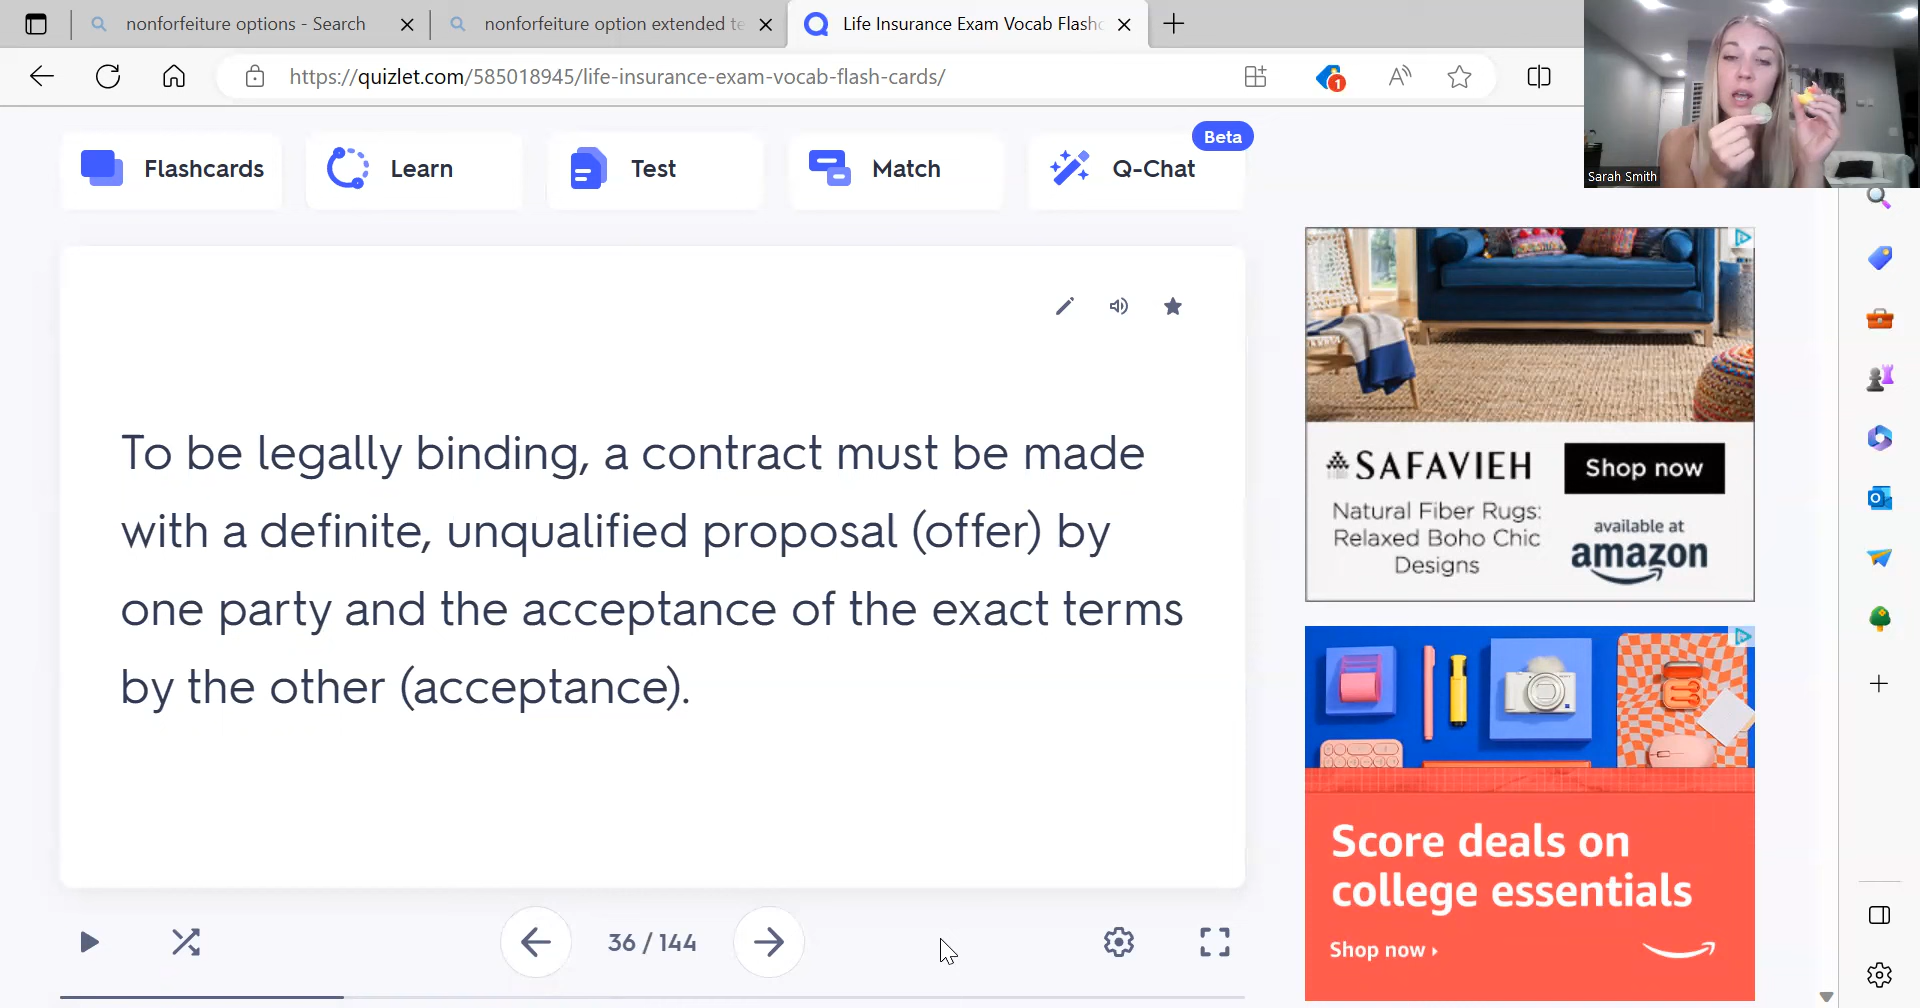 nonforfeiture options - Search
nonforfeiture option extended te
Life Insurance Exam Vocab Flashc
https://quizlet.com/585018945/life-insurance-exam-vocab-flash-cards/
1
Sarah Smith
Flashcards
Learn
Test
Match
Q-Chat
Beta
To be legally binding, a contract must be made
with a definite, unqualified proposal (offer) by
one party and the acceptance of the exact terms
by the other (acceptance).
36 / 144
SAFAVIEH
Shop now
Natural Fiber Rugs:
Relaxed Boho Chic
Designs
available at
amazon
Score deals on
college essentials
Shop now ›